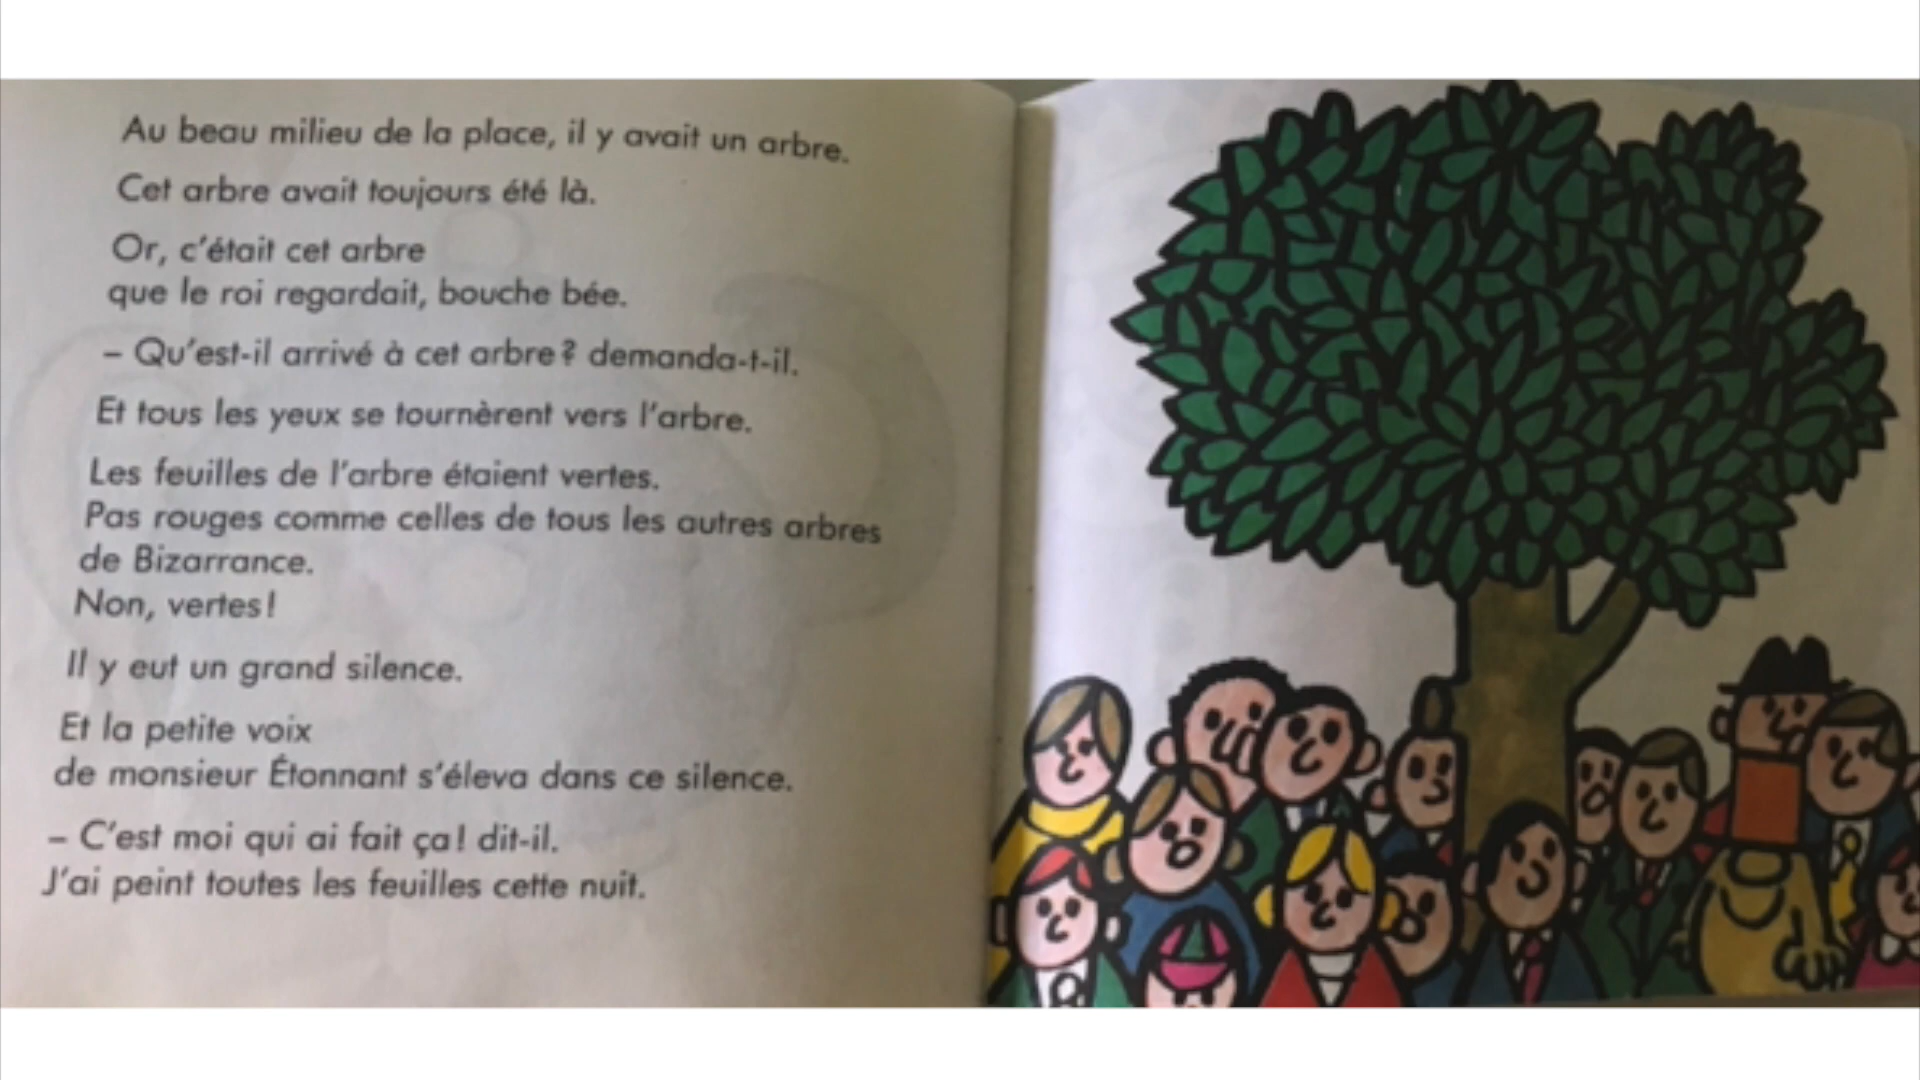 Au beau milieu de la place, il y avait un arbre.
Cet arbre avait toujours été là.
Or, c'était cet arbre
que le roi regardait, bouche bée.
– Qu'est-il arrivé à cet arbre? demanda-t-il.
Et tous les yeux se tournèrent vers l'arbre.
Les feuilles de l'arbre étaient vertes.
Pas rouges comme celles de tous les autres arbres
de Bizarrance.
Non, vertes!
Il y eut un grand silence.
Et la petite voix
de monsieur Étonnant s'éleva dans ce silence.
– C'est moi qui ai fait ça! dit-il.
J'ai peint toutes les feuilles cette nuit.